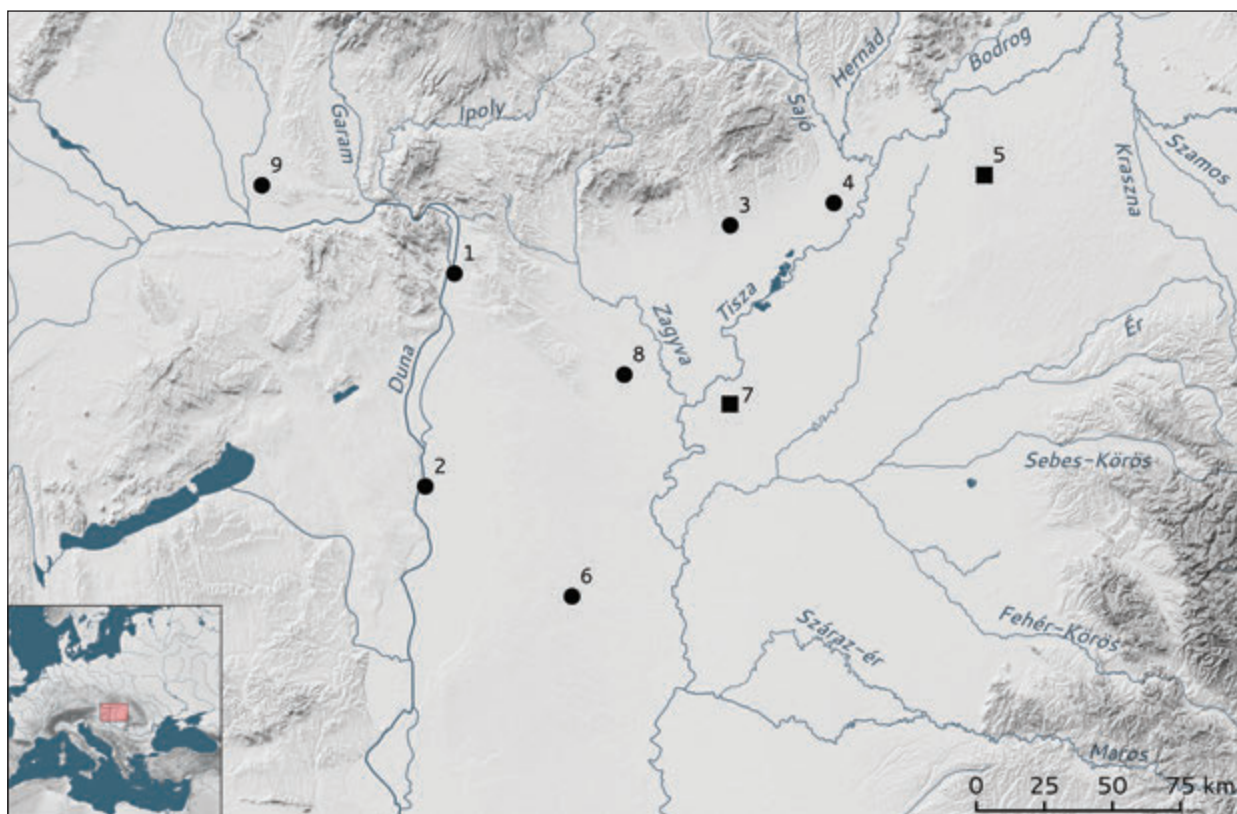 Hernád
Bodrog
Sajó
Ipoly
Garam
Szamos
Kraszna
5
9
4
3
1
Tisza
Zagyva
Ér
Duna
8
7
Sebes-Körös
2
6
Száraz-ér
Fehér-Körös
Maros
0 25 50 75 km